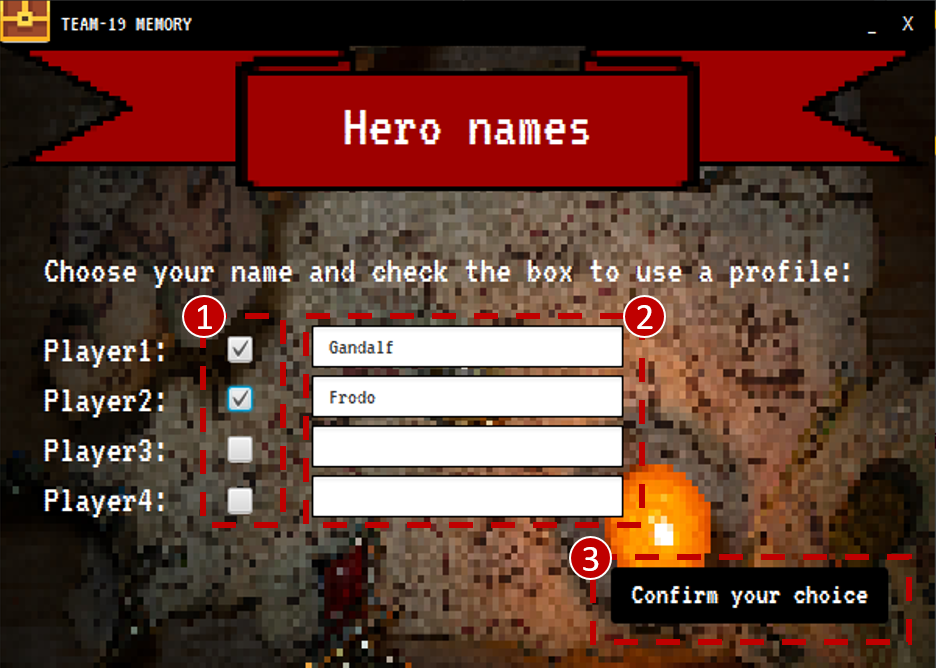 TEAM-19 MEMORY _ X
Hero names
Choose your name and check the box to use a profile:
1 2
Player1: Gandalf
Player2: Frodo
Player3:
Player4:
3
Confirm your choice